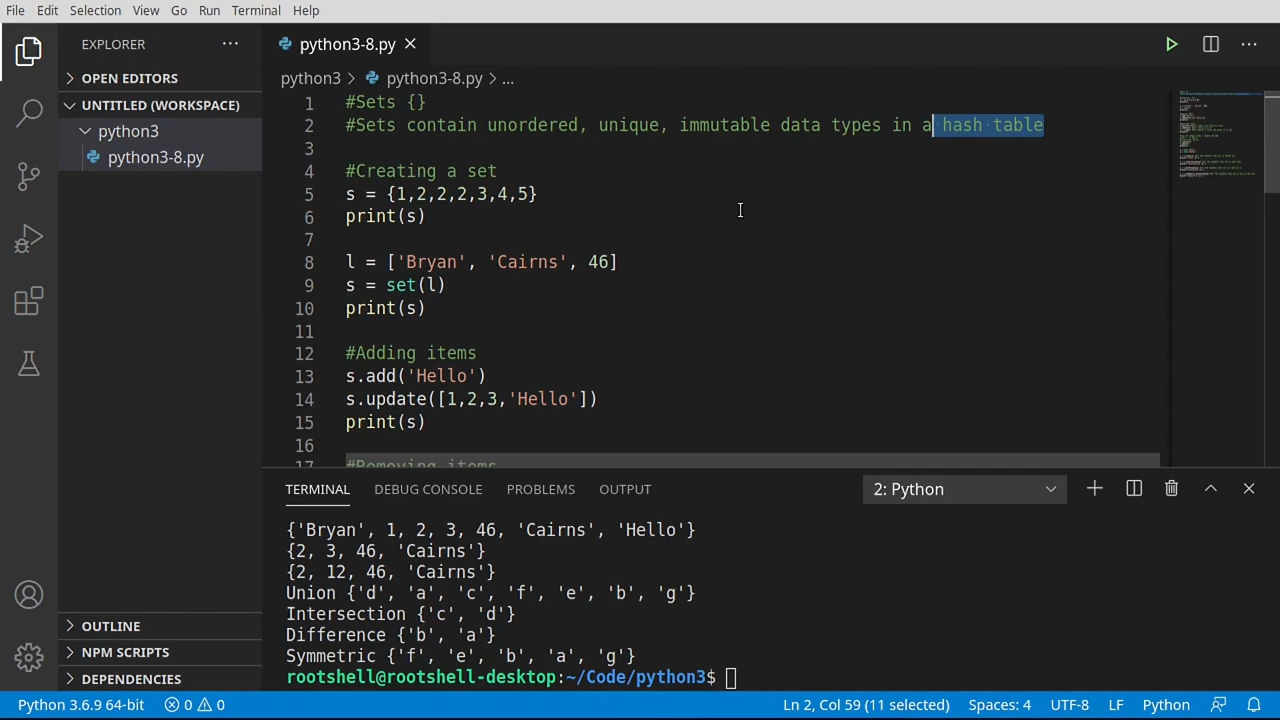 File Edit Selection View Go Run Terminal Help
EXPLORER ...
OPEN EDITORS
UNTITLED (WORKSPACE)
python3
python3-8.py
OUTLINE
NPM SCRIPTS
DEPENDENCIES
python3-8.py
python3 > python3-8.py > ...
1 #Sets {}
2 #Sets contain unordered, unique, immutable data types in a hash table
3
4 #Creating a set
5 s = {1,2,2,2,3,4,5}
6 print(s)
7
8 l = ['Bryan', 'Cairns', 46]
9 s = set(l)
10 print(s)
11
12 #Adding items
13 s.add('Hello')
14 s.update([1,2,3,'Hello'])
15 print(s)
16
17 #Removing items
TERMINAL DEBUG CONSOLE PROBLEMS OUTPUT 2: Python
{'Bryan', 1, 2, 3, 46, 'Cairns', 'Hello'}
{2, 3, 46, 'Cairns'}
{2, 12, 46, 'Cairns'}
Union {'d', 'a', 'c', 'f', 'e', 'b', 'g'}
Intersection {'c', 'd'}
Difference {'b', 'a'}
Symmetric {'f', 'e', 'b', 'a', 'g'}
rootshell@rootshell-desktop:~/Code/python3$
Python 3.6.9 64-bit 0 0 Ln 2, Col 59 (11 selected) Spaces: 4 UTF-8 LF Python